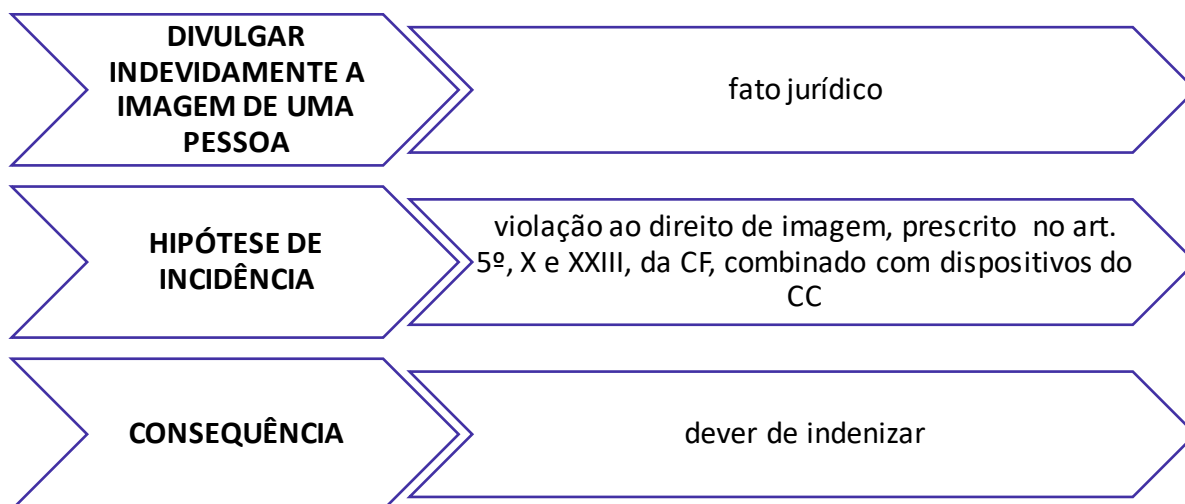 DIVULGAR
INDEVIDAMENTE A
IMAGEM DE UMA
PESSOA
fato jurídico
HIPÓTESE DE
INCIDÊNCIA
violação ao direito de imagem, prescrito no art.
5º, X e XXIII, da CF, combinado com dispositivos do
CC
CONSEQUÊNCIA
dever de indenizar